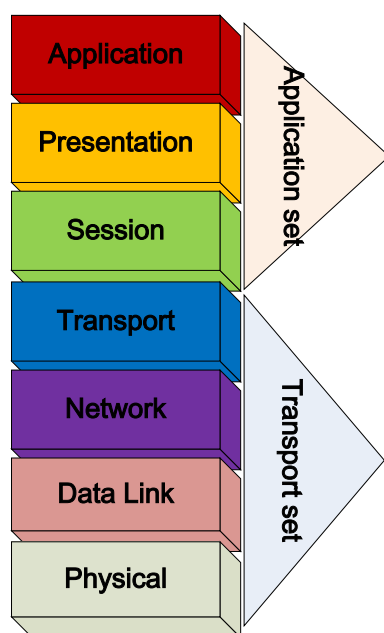 Application
Presentation
Session
Application set
Transport
Network
Data Link
Physical
Transport set